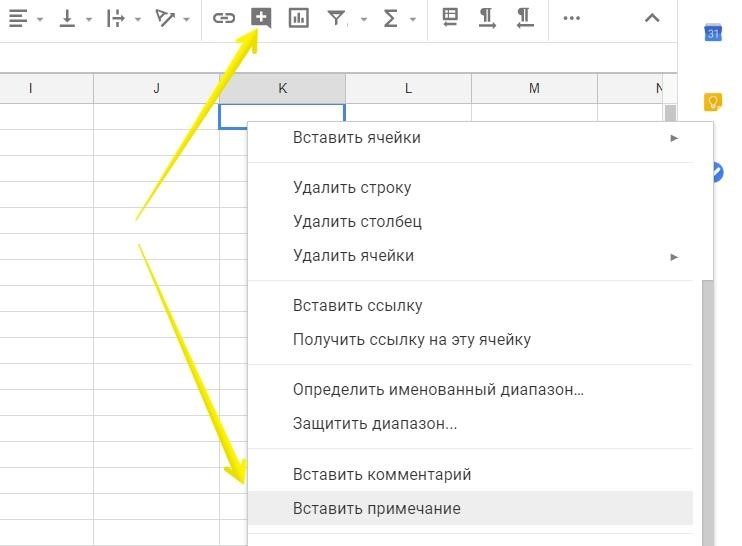 31
I J K L M N
Вставить ячейки
Удалить строку
Удалить столбец
Удалить ячейки
Вставить ссылку
Получить ссылку на эту ячейку
Определить именованный диапазон...
Защитить диапазон...
Вставить комментарий
Вставить примечание